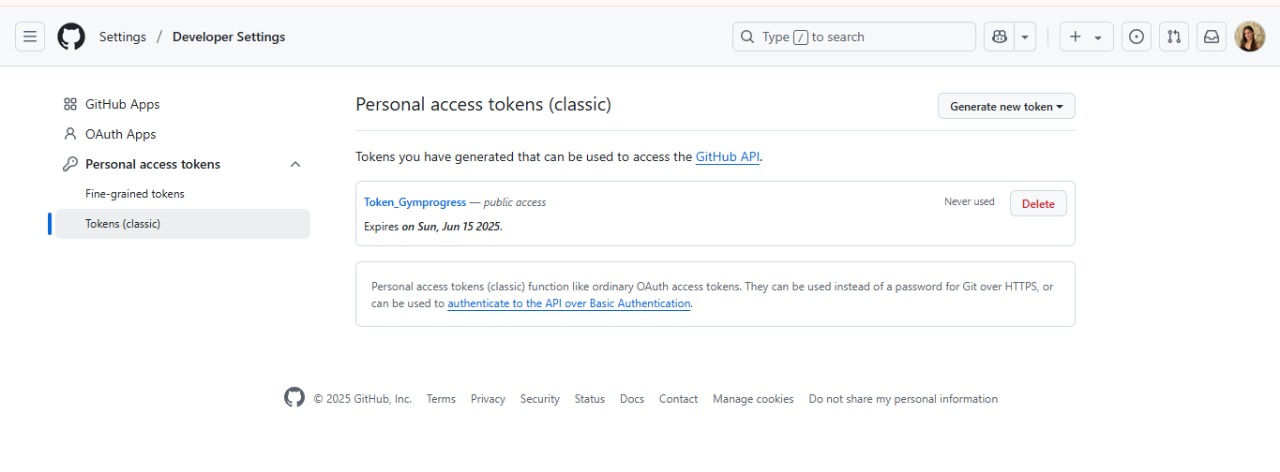 Settings / Developer Settings
Type / to search
GitHub Apps
OAuth Apps
Personal access tokens
Fine-grained tokens
Tokens (classic)
Personal access tokens (classic)
Generate new token
Tokens you have generated that can be used to access the GitHub API.
Token_Gymprogress — public access
Never used
Delete
Expires on Sun, Jun 15 2025.
Personal access tokens (classic) function like ordinary OAuth access tokens. They can be used instead of a password for Git over HTTPS, or
can be used to authenticate to the API over Basic Authentication.
© 2025 GitHub, Inc. Terms Privacy Security Status Docs Contact Manage cookies Do not share my personal information